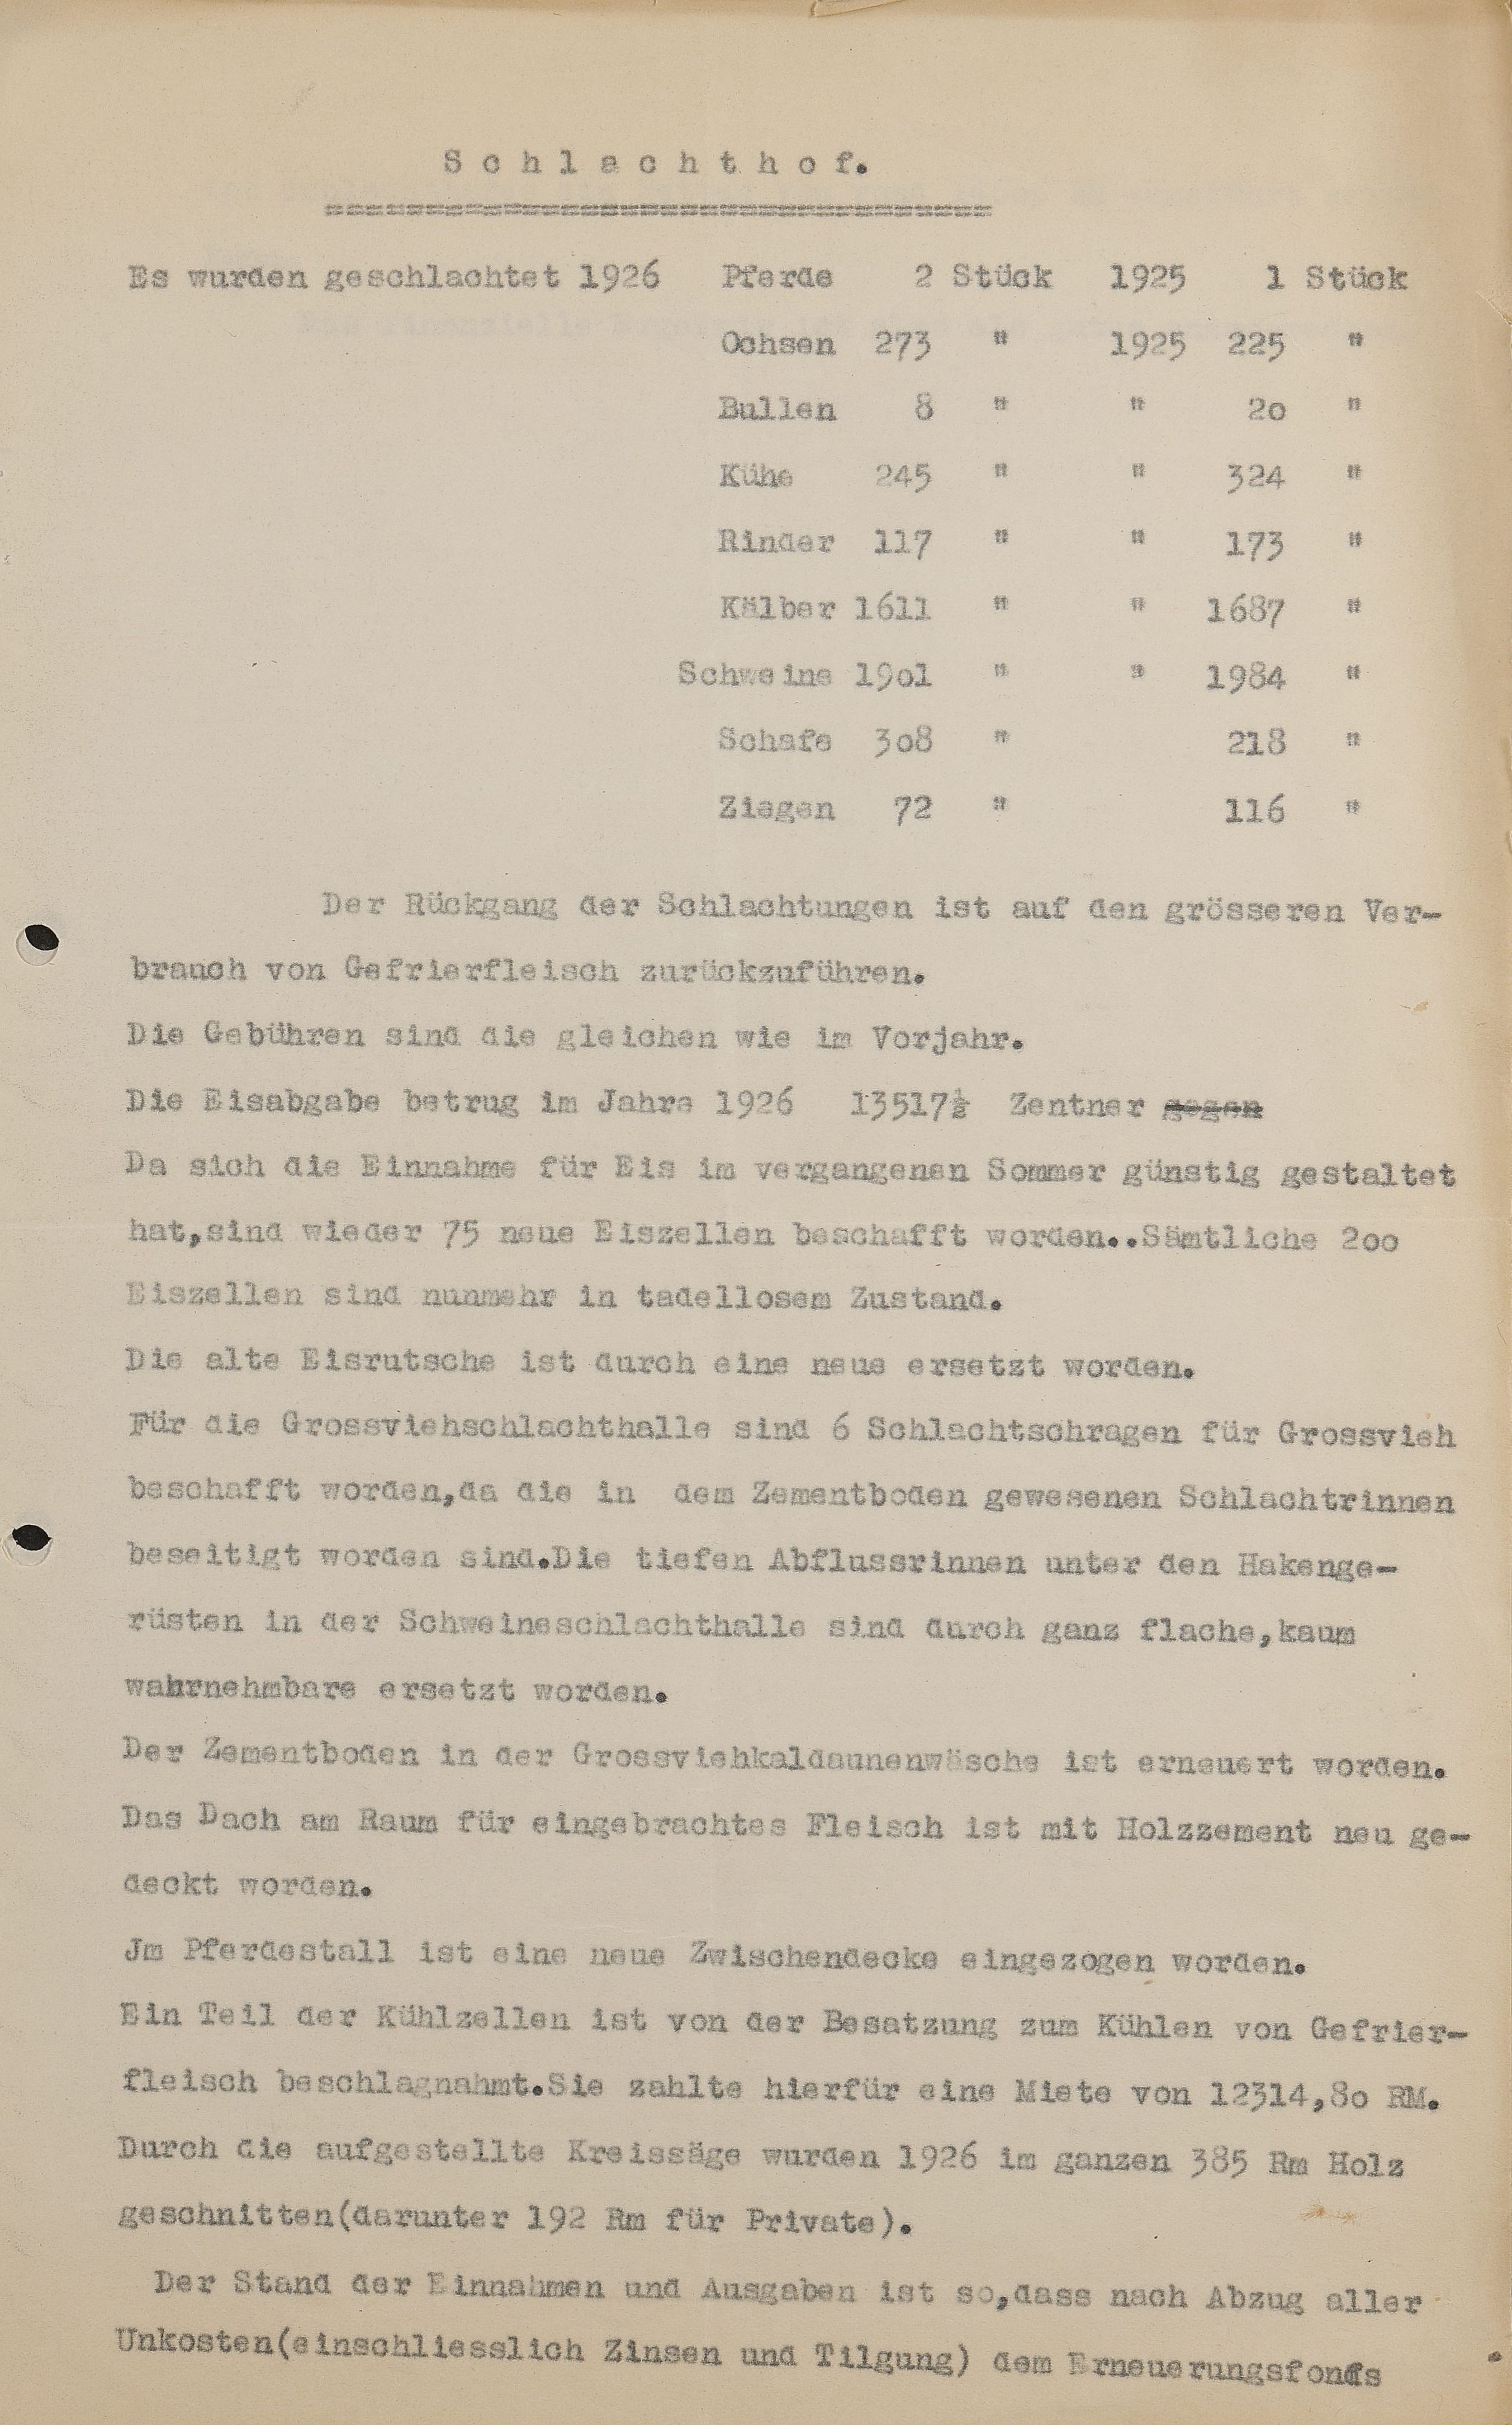 S c h l a c h t h o f.
==================================
Es wurden geschlachtet 1926 Pferde 2 Stück 1925 1 Stück
Ochsen 273 " 1925 225 "
Bullen 8 " " 2o "
Kühe 245 " " 324 "
Rinder 117 " " 173 "
Kälber 1611 " " 1687 "
Schweine 19o1 " " 1984 "
Schafe 3o8 " 218 "
Ziegen 72 " 116 "
Der Rückgang der Schlachtungen ist auf den grösseren Ver-
brauch von Gefrierfleisch zurückzuführen.
Die Gebühren sind die gleichen wie im Vorjahr.
Die Eisabgabe betrug im Jahre 1926 13517½ Zentner gegen
Da sich die Einnahme für Eis im vergangenen Sommer günstig gestaltet
hat,sind wieder 75 neue Eiszellen beschafft worden..Sämtliche 2oo
Eiszellen sind nunmehr in tadellosem Zustand.
Die alte Eisrutsche ist durch eine neue ersetzt worden.
Für die Grossviehschlachthalle sind 6 Schlachtschragen für Grossvieh
beschafft worden,da die in dem Zementboden gewesenen Schlachtrinnen
beseitigt worden sind.Die tiefen Abflussrinnen unter den Hakenge-
rüsten in der Schweineschlachthalle sind durch ganz flache,kaum
wahrnehmbare ersetzt worden.
Der Zementboden in der Grossviehkaldaunenwäsche ist erneuert worden.
Das Dach am Raum für eingebrachtes Fleisch ist mit Holzzement neu ge-
deckt worden.
Jm Pferdestall ist eine neue Zwischendecke eingezogen worden.
Ein Teil der Kühlzellen ist von der Besatzung zum Kühlen von Gefrier-
fleisch beschlagnahmt.Sie zahlte hierfür eine Miete von 12314,8o RM.
Durch die aufgestellte Kreissäge wurden 1926 im ganzen 385 Rm Holz
geschnitten(darunter 192 Rm für Private).
Der Stand der Einnahmen und Ausgaben ist so,dass nach Abzug aller
Unkosten(einschliesslich Zinsen und Tilgung) dem Erneuerungsfonds